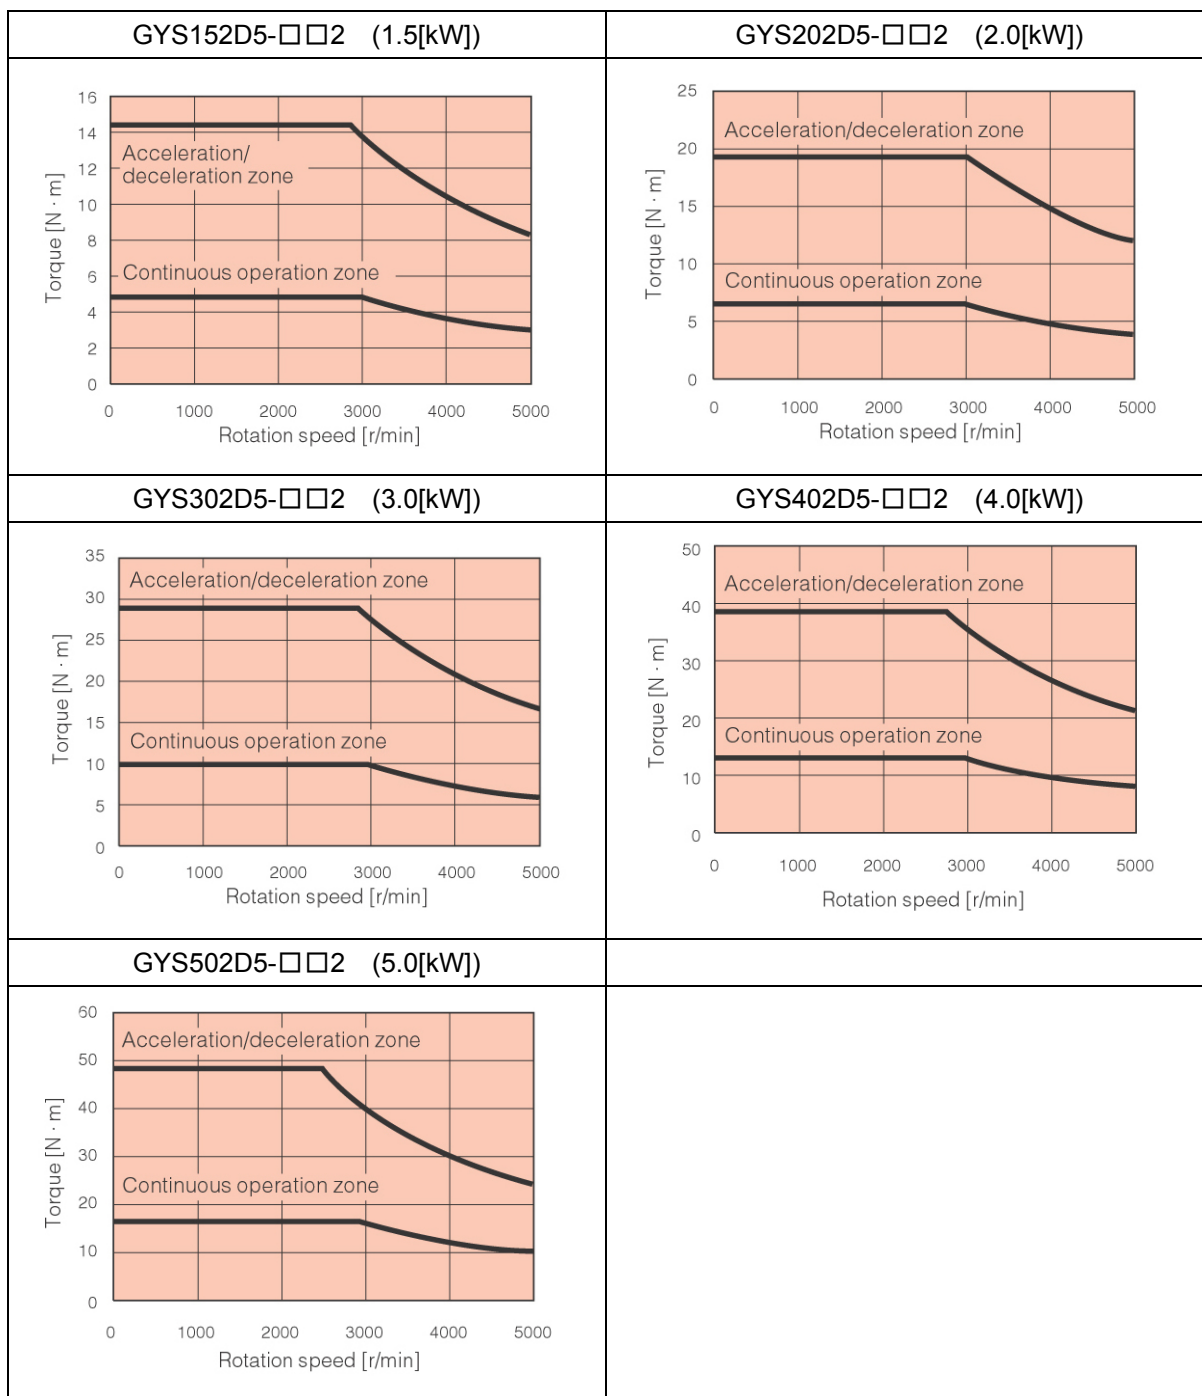 GYS152D5-□□2 (1.5[kW])
GYS202D5-□□2 (2.0[kW])
16
14
12
10
8
6
4
2
0
Torque [N · m]
Acceleration/
deceleration zone
Continuous operation zone
0 1000 2000 3000 4000 5000
Rotation speed [r/min]
25
20
15
10
5
0
Torque [N · m]
Acceleration/deceleration zone
Continuous operation zone
0 1000 2000 3000 4000 5000
Rotation speed [r/min]
GYS302D5-□□2 (3.0[kW])
GYS402D5-□□2 (4.0[kW])
35
30
25
20
15
10
5
0
Torque [N · m]
Acceleration/deceleration zone
Continuous operation zone
0 1000 2000 3000 4000 5000
Rotation speed [r/min]
50
40
30
20
10
0
Torque [N · m]
Acceleration/deceleration zone
Continuous operation zone
0 1000 2000 3000 4000 5000
Rotation speed [r/min]
GYS502D5-□□2 (5.0[kW])
60
50
40
30
20
10
0
Torque [N · m]
Acceleration/deceleration zone
Continuous operation zone
0 1000 2000 3000 4000 5000
Rotation speed [r/min]